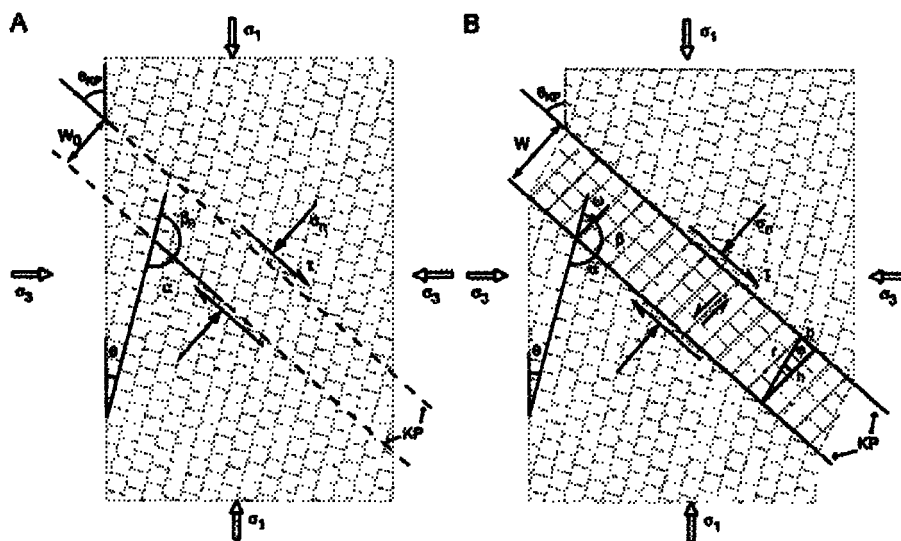 A
σ₁
θKP
W₀
β₀
σₙ
τ
α
σ₃
σ₃
θ
KP
σ₁
B
σ₁
θKP
W
ω
β
α
σₙ
τ
σ₃
σ₃
θ
KP
σ₁